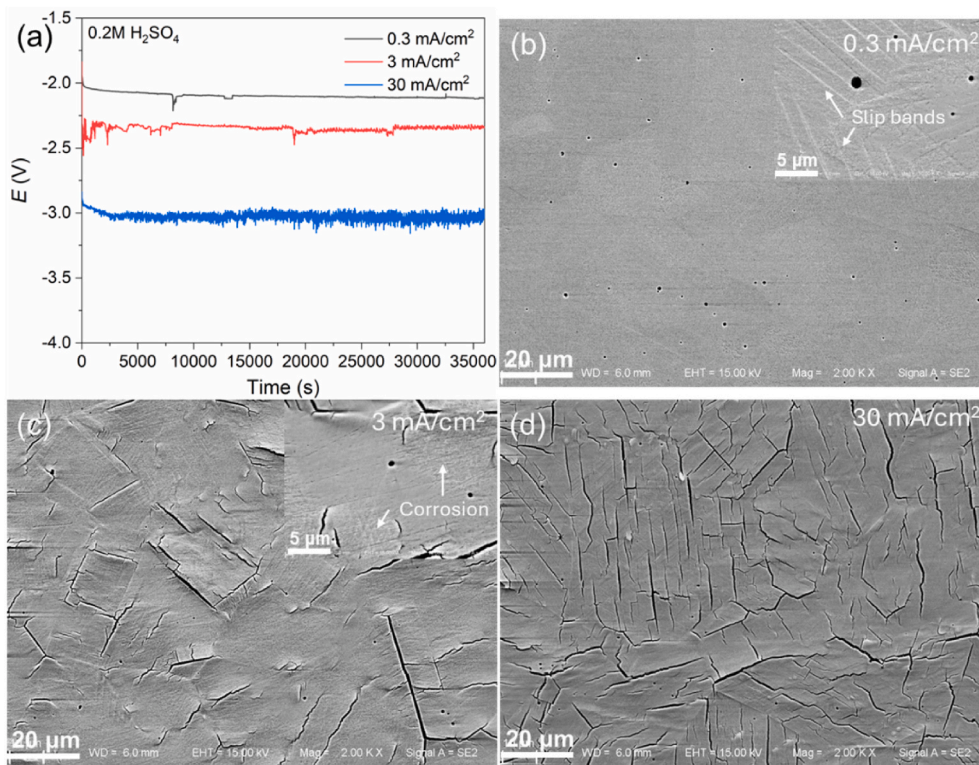 (a)
0.2M H₂SO₄
0.3 mA/cm²
3 mA/cm²
30 mA/cm²
-1.5
-2.0
-2.5
-3.0
-3.5
-4.0
E (V)
0 5000 10000 15000 20000 25000 30000 35000
Time (s)
(b)
0.3 mA/cm²
Slip bands
5 µm
20 µm
WD = 6.0 mm EHT = 15.00 kV Mag = 2.00 K X Signal A = SE2
(c)
3 mA/cm²
Corrosion
5 µm
20 µm
WD = 6.0 mm EHT = 15.00 kV Mag = 2.00 K X Signal A = SE2
(d)
30 mA/cm²
20 µm
WD = 6.0 mm EHT = 15.00 kV Mag = 2.00 K X Signal A = SE2